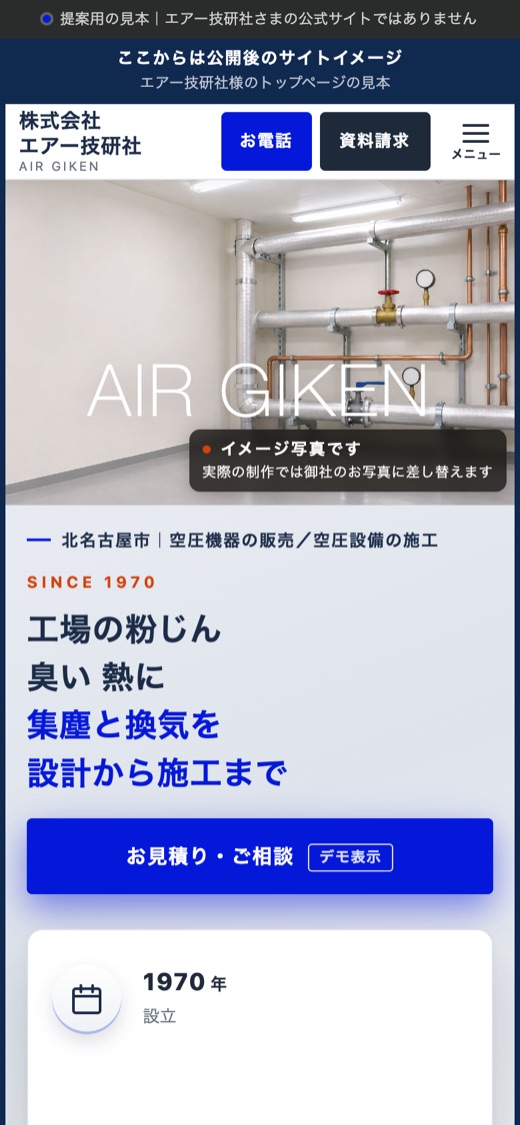 提案用の見本｜エアー技研社さまの公式サイトではありません
ここからは公開後のサイトイメージ
エアー技研社様のトップページの見本
株式会社
エアー技研社
AIR GIKEN
お電話
資料請求
メニュー
AIR GIKEN
イメージ写真です
実際の制作では御社のお写真に差し替えます
北名古屋市｜空圧機器の販売／空圧設備の施工
SINCE 1970
工場の粉じん
臭い 熱に
集塵と換気を
設計から施工まで
お見積り・ご相談 デモ表示
1970 年
設立